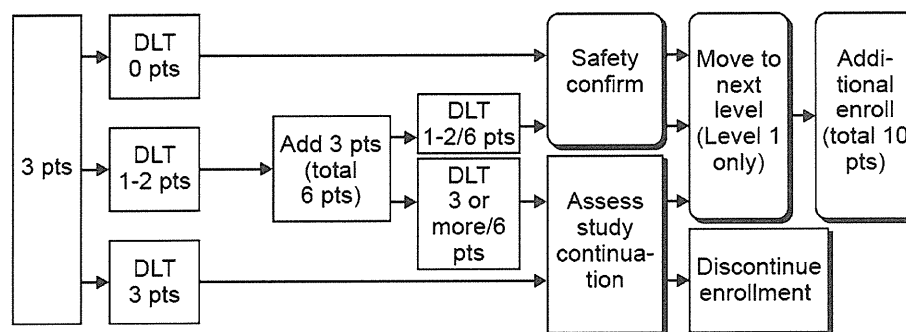 3 pts
DLT
0 pts
DLT
1-2 pts
DLT
3 pts
Add 3 pts
(total
6 pts)
DLT
1-2/6 pts
DLT
3 or
more/6
pts
Safety
confirm
Assess
study
continua-
tion
Move to
next
level
(Level 1
only)
Discontinue
enrollment
Addi-
tional
enroll
(total 10
pts)